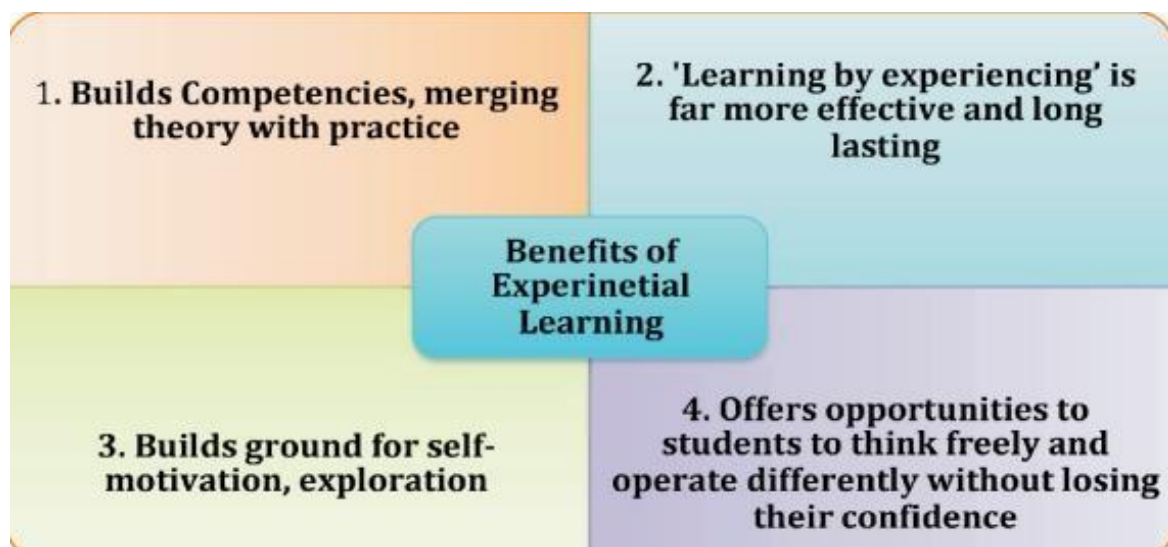 1. Builds Competencies, merging
theory with practice
2. 'Learning by experiencing' is
far more effective and long
lasting
Benefits of
Experinetial
Learning
3. Builds ground for self-
motivation, exploration
4. Offers opportunities to
students to think freely and
operate differently without losing
their confidence